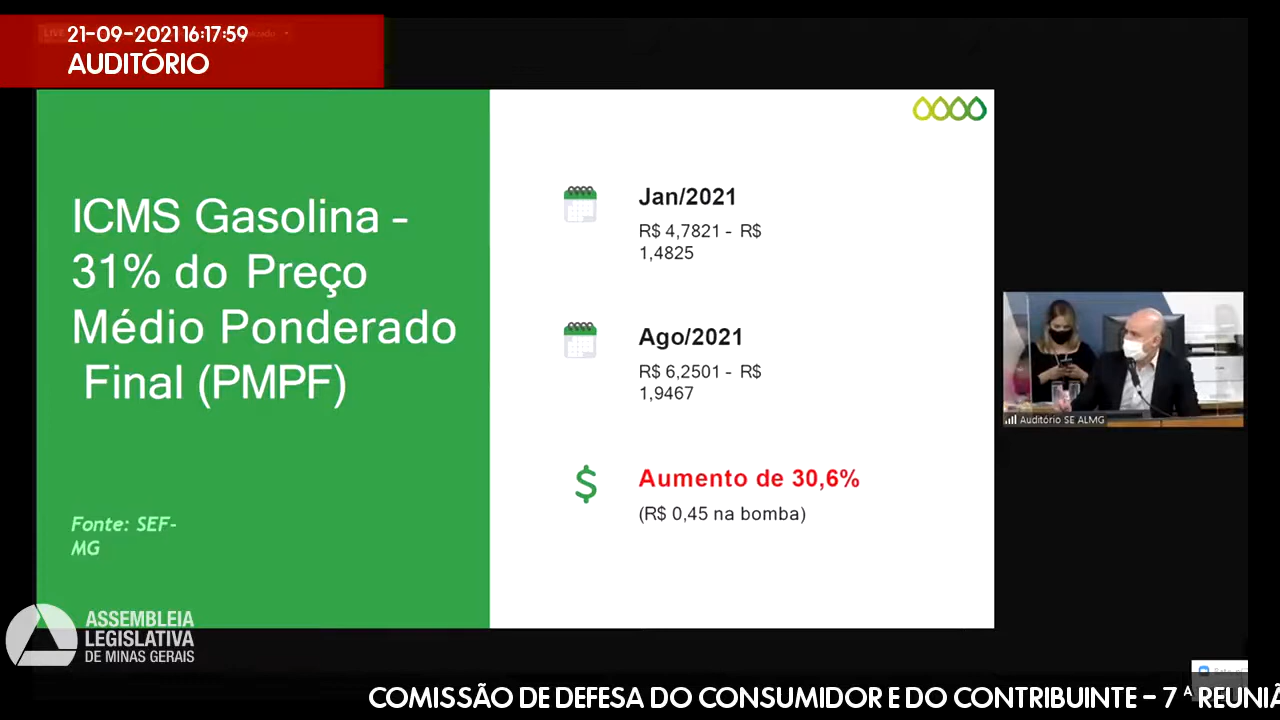 21-09-2021 16:17:59
AUDITÓRIO
ICMS Gasolina -
31% do Preço
Médio Ponderado
Final (PMPF)
Fonte: SEF-
MG
Jan/2021
R$ 4,7821 - R$
1,4825
Ago/2021
R$ 6,2501 - R$
1,9467
Aumento de 30,6%
(R$ 0,45 na bomba)
Auditório SE ALMG
ASSEMBLEIA
LEGISLATIVA
DE MINAS GERAIS
COMISSÃO DE DEFESA DO CONSUMIDOR E DO CONTRIBUINTE - 7ª REUNIÃ